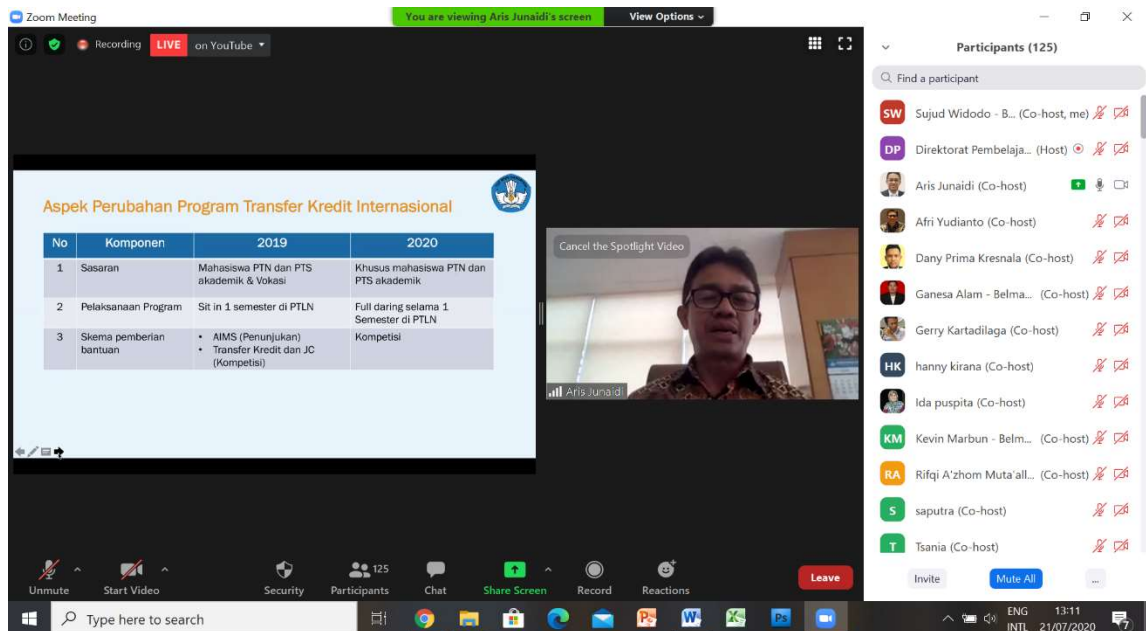 Zoom Meeting
You are viewing Aris Junaidi's screen
View Options
Recording
LIVE
on YouTube
Aspek Perubahan Program Transfer Kredit Internasional
No Komponen 2019 2020
1 Sasaran Mahasiswa PTN dan PTS akademik & Vokasi Khusus mahasiswa PTN dan PTS akademik
2 Pelaksanaan Program Sit in 1 semester di PTLN Full daring selama 1 Semester di PTLN
3 Skema pemberian bantuan • AIMS (Penunjukan) • Transfer Kredit dan JC (Kompetisi) Kompetisi
Cancel the Spotlight Video
Aris Junaidi
Participants (125)
Find a participant
SW Sujud Widodo - B... (Co-host, me)
DP Direktorat Pembelaja... (Host)
Aris Junaidi (Co-host)
Afri Yudianto (Co-host)
Dany Prima Kresnala (Co-host)
Ganesa Alam - Belma... (Co-host)
Gerry Kartadilaga (Co-host)
HK hanny kirana (Co-host)
Ida puspita (Co-host)
KM Kevin Marbun - Belm... (Co-host)
RA Rifqi A'zhom Muta'all... (Co-host)
S saputra (Co-host)
T Tsania (Co-host)
Invite
Mute All
...
Unmute
Start Video
Security
125
Participants
Chat
Share Screen
Record
Reactions
Leave
Type here to search
ENG
INTL
13:11
21/07/2020
7